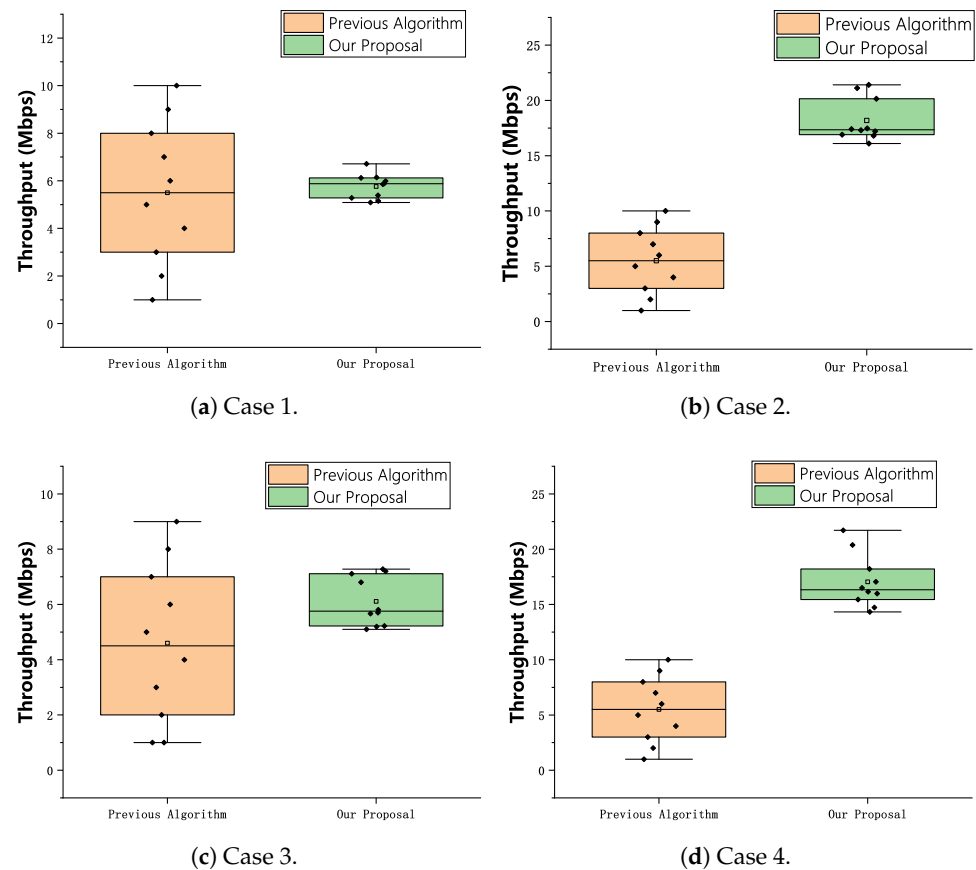 Previous Algorithm
Our Proposal
Throughput (Mbps)
12
10
8
6
4
2
0
Previous Algorithm
Our Proposal
(a) Case 1.
Previous Algorithm
Our Proposal
Throughput (Mbps)
25
20
15
10
5
0
Previous Algorithm
Our Proposal
(b) Case 2.
Previous Algorithm
Our Proposal
Throughput (Mbps)
10
8
6
4
2
0
Previous Algorithm
Our Proposal
(c) Case 3.
Previous Algorithm
Our Proposal
Throughput (Mbps)
25
20
15
10
5
0
Previous Algorithm
Our Proposal
(d) Case 4.